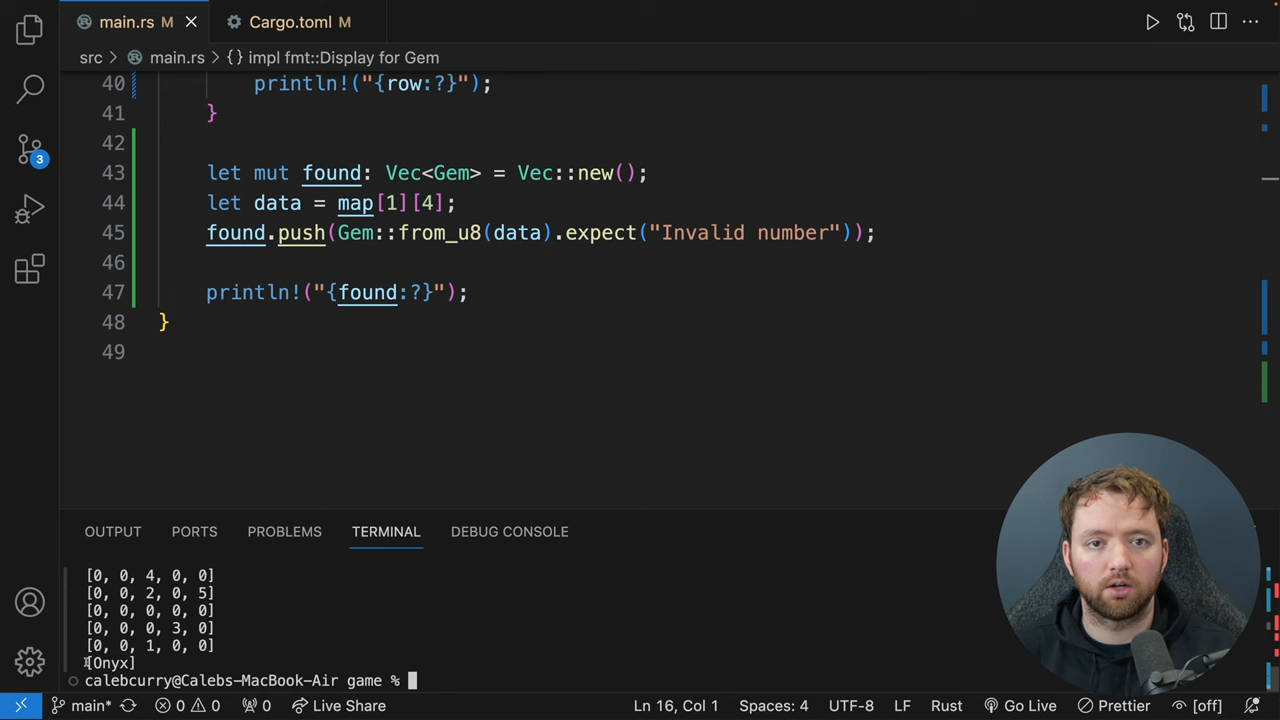 main.rs M
Cargo.toml M
src > main.rs > {} impl fmt::Display for Gem
40 println!("{row:?}");
41 }
42
43 let mut found: Vec<Gem> = Vec::new();
44 let data = map[1][4];
45 found.push(Gem::from_u8(data).expect("Invalid number"));
46
47 println!("{found:?}");
48 }
49
3
OUTPUT PORTS PROBLEMS TERMINAL DEBUG CONSOLE
[0, 0, 4, 0, 0]
[0, 0, 2, 0, 5]
[0, 0, 0, 0, 0]
[0, 0, 0, 3, 0]
[0, 0, 1, 0, 0]
[Onyx]
calebcurry@Calebs-MacBook-Air game %
main* 0 0 0 Live Share Ln 16, Col 1 Spaces: 4 UTF-8 LF Rust Go Live Prettier [off]